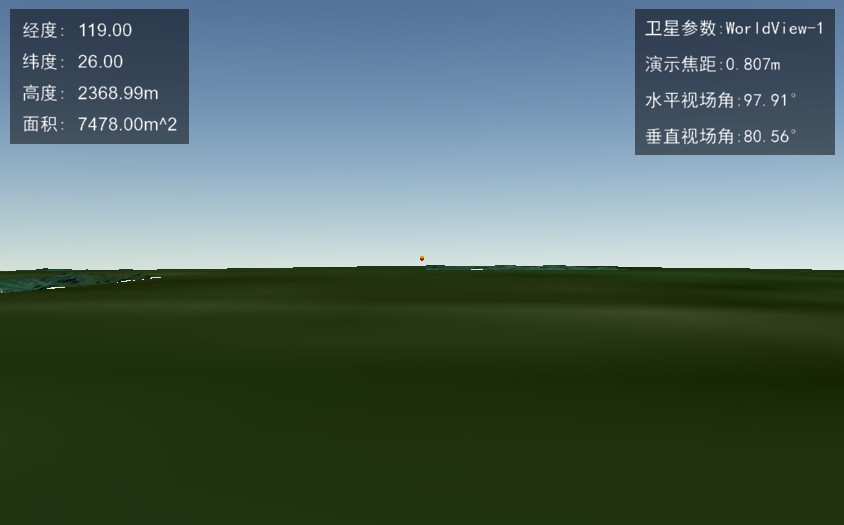 经度: 119.00
纬度: 26.00
高度: 2368.99m
面积: 7478.00m^2
卫星参数:WorldView-1
演示焦距:0.807m
水平视场角:97.91°
垂直视场角:80.56°